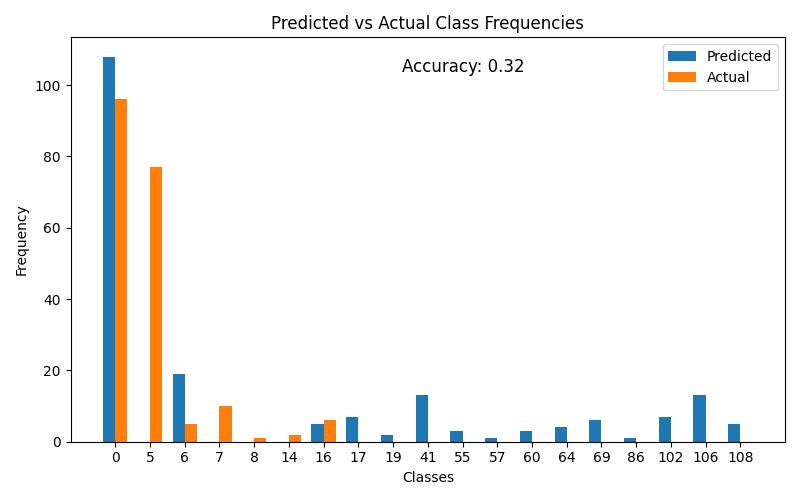 Predicted vs Actual Class Frequencies
Accuracy: 0.32
Predicted
Actual
Frequency
100
80
60
40
20
0
0 5 6 7 8 14 16 17 19 41 55 57 60 64 69 86 102 106 108
Classes